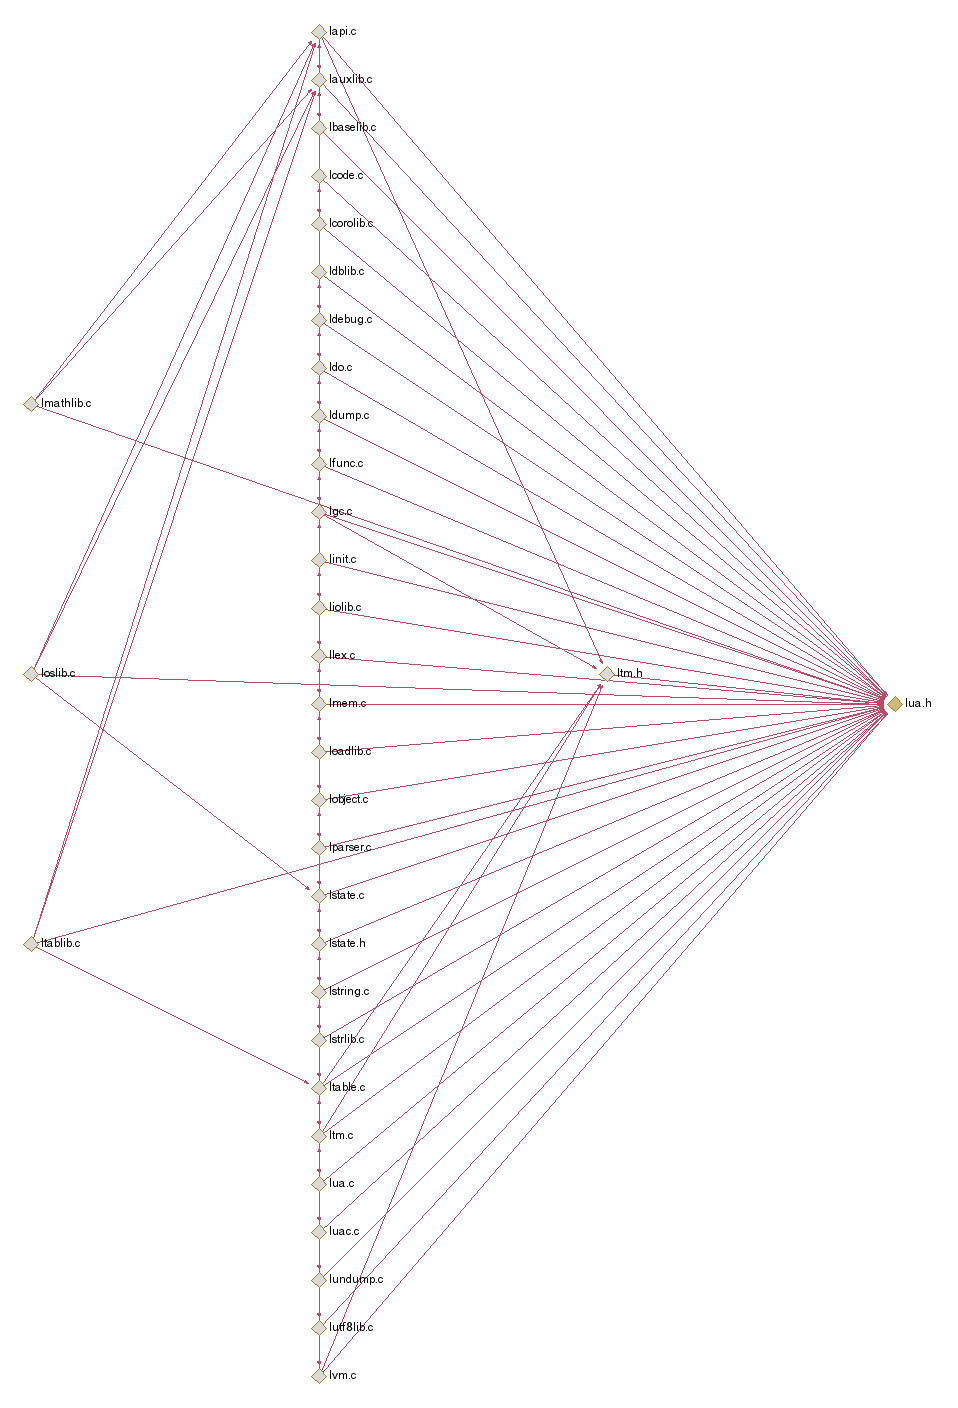 lapi.c
lauxlib.c
lbaselib.c
lcode.c
lcorolib.c
ldblib.c
ldebug.c
ldo.c
lmathlib.c
ldump.c
lfunc.c
lgc.c
linit.c
liolib.c
llex.c
loslib.c
ltm.h
lmem.c
lua.h
loadlib.c
lobject.c
lparser.c
lstate.c
ltablib.c
lstate.h
lstring.c
lstrlib.c
ltable.c
ltm.c
lua.c
luac.c
lundump.c
lutf8lib.c
lvm.c